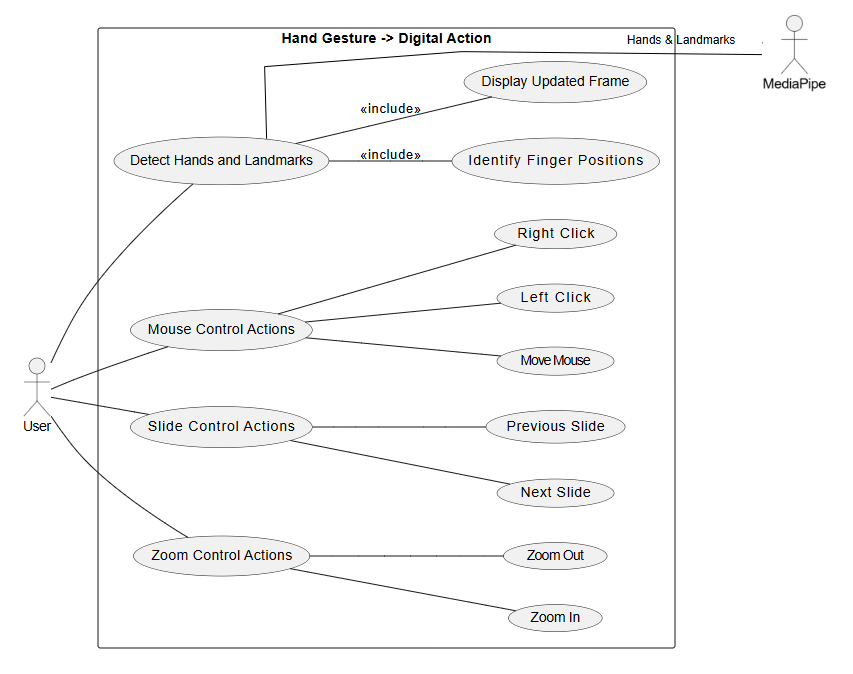 Hand Gesture -> Digital Action
Hands & Landmarks
MediaPipe
Display Updated Frame
«include»
Detect Hands and Landmarks
«include»
Identify Finger Positions
Right Click
Left Click
Mouse Control Actions
Move Mouse
User
Slide Control Actions
Previous Slide
Next Slide
Zoom Control Actions
Zoom Out
Zoom In